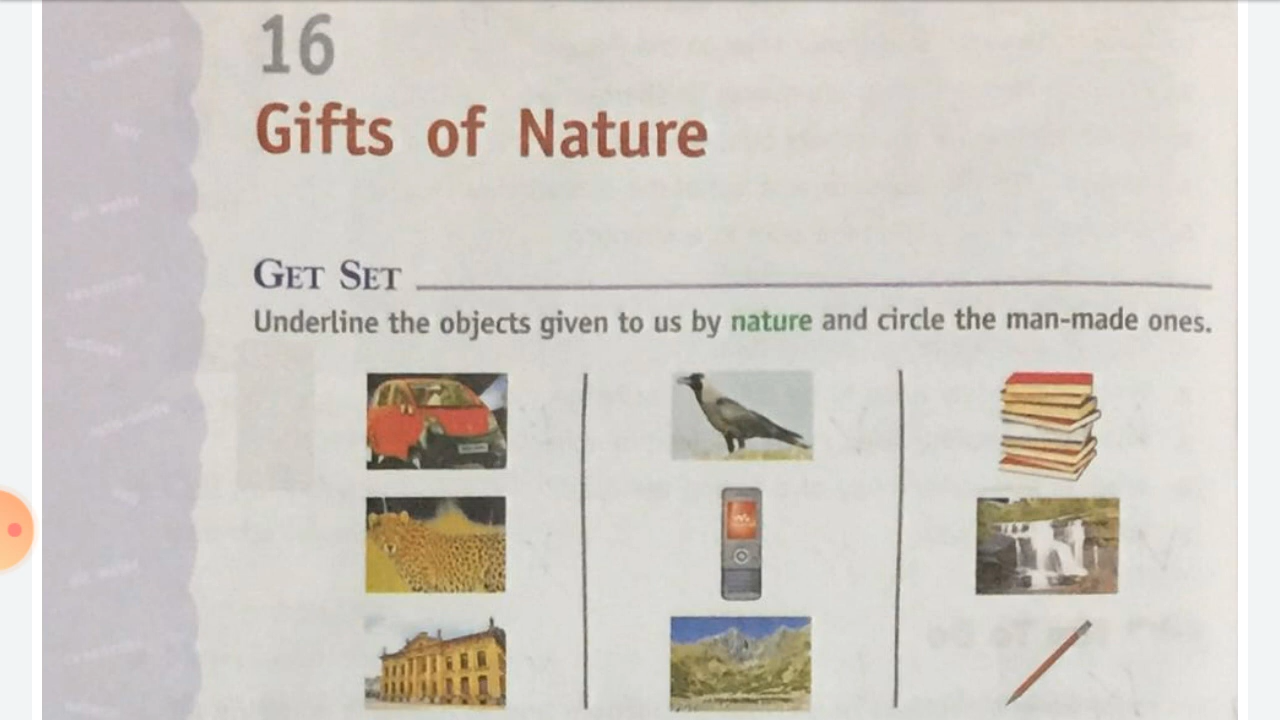 16
Gifts of Nature
GET SET
Underline the objects given to us by nature and circle the man-made ones.